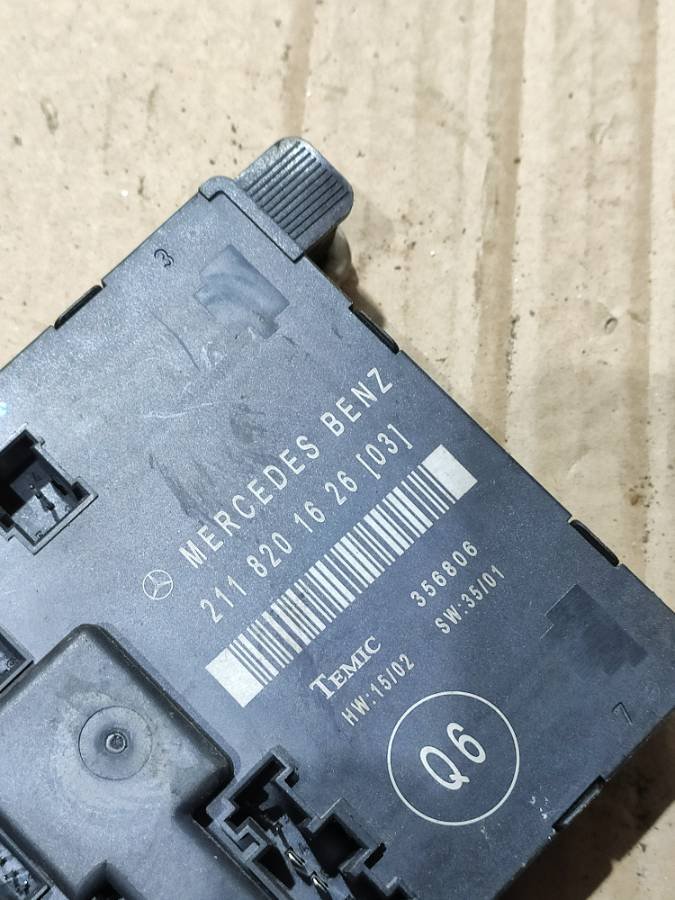 MERCEDES BENZ
211 820 16 26 [03]
TEMIC 356806
HW:15/02 SW:35/01
Q6
3
7